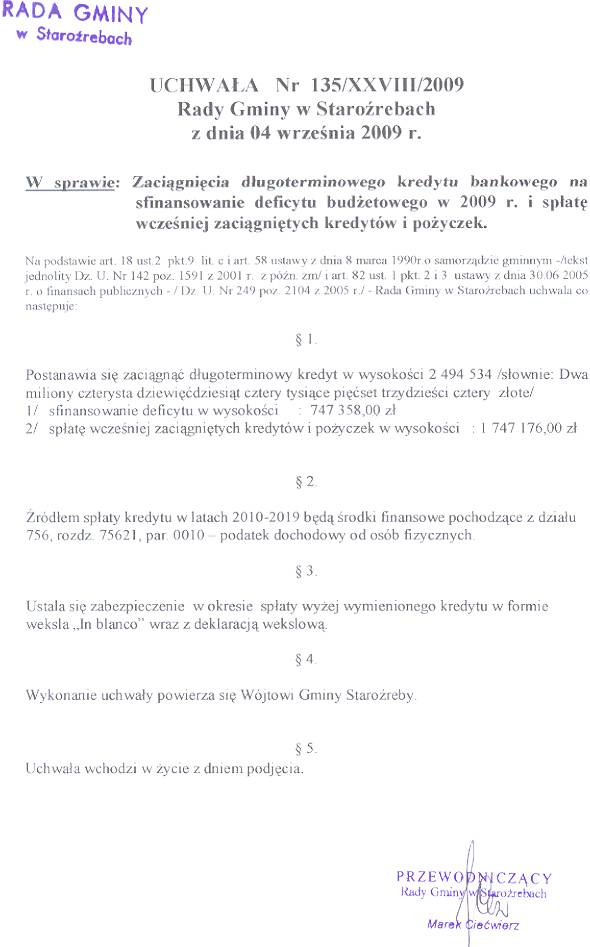 RADA GMINY
w Staroźrebach
UCHWAŁA Nr 135/XXVIII/2009
Rady Gminy w Staroźrebach
z dnia 04 września 2009 r.
W sprawie: Zaciągnięcia długoterminowego kredytu bankowego na
sfinansowanie deficytu budżetowego w 2009 r. i spłatę
wcześniej zaciągniętych kredytów i pożyczek.
Na podstawie art. 18 ust.2 pkt.9 lit. c i art. 58 ustawy z dnia 8 marca 1990r.o samorządzie gminnym -/tekst
jednolity Dz. U. Nr 142 poz. 1591 z 2001 r. z późn. zm/ i art. 82 ust. 1 pkt. 2 i 3 ustawy z dnia 30.06 2005
r. o finansach publicznych - / Dz. U. Nr 249 poz. 2104 z 2005 r./ - Rada Gminy w Staroźrebach uchwala co
następuje:
§ 1.
Postanawia się zaciągnąć długoterminowy kredyt w wysokości 2 494 534 /słownie: Dwa
miliony czterysta dziewięćdziesiąt cztery tysiące pięćset trzydzieści cztery złote/
1/ sfinansowanie deficytu w wysokości : 747 358,00 zł
2/ spłatę wcześniej zaciągniętych kredytów i pożyczek w wysokości : 1 747 176,00 zł
§ 2.
Źródłem spłaty kredytu w latach 2010-2019 będą środki finansowe pochodzące z działu
756, rozdz. 75621, par. 0010 – podatek dochodowy od osób fizycznych.
§ 3.
Ustala się zabezpieczenie w okresie spłaty wyżej wymienionego kredytu w formie
weksla „In blanco” wraz z deklaracją wekslową.
§ 4.
Wykonanie uchwały powierza się Wójtowi Gminy Staroźreby.
§ 5.
Uchwała wchodzi w życie z dniem podjęcia.
PRZEWODNICZĄCY
Rady Gminy w Staroźrebach
Marek Ciećwierz